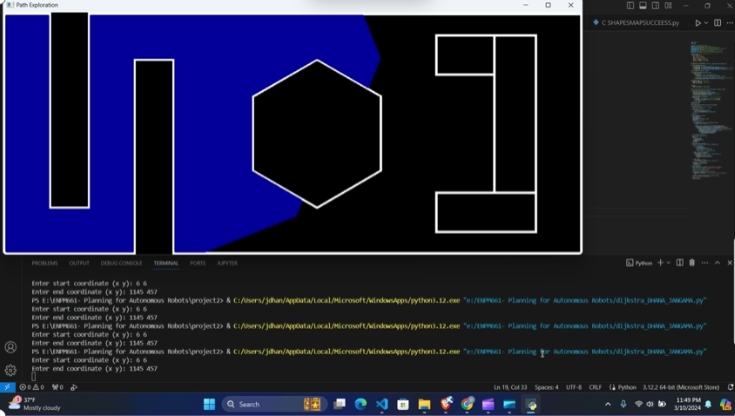 Path Exploration
C SHAPESMAPSUCCEESS.py
PROBLEMS OUTPUT DEBUG CONSOLE TERMINAL PORTS JUPYTER
Python
Enter start coordinate (x y): 6 6
Enter end coordinate (x y): 1145 457
PS E:\ENPM661- Planning for Autonomous Robots\project2> & C:/Users/jdhan/AppData/Local/Microsoft/WindowsApps/python3.12.exe "e:/ENPM661- Planning for Autonomous Robots/dijkstra_DHANA_JANGAMA.py"
Enter start coordinate (x y): 6 6
Enter end coordinate (x y): 1145 457
PS E:\ENPM661- Planning for Autonomous Robots\project2> & C:/Users/jdhan/AppData/Local/Microsoft/WindowsApps/python3.12.exe "e:/ENPM661- Planning for Autonomous Robots/dijkstra_DHANA_JANGAMA.py"
Enter start coordinate (x y): 6 6
Enter end coordinate (x y): 1145 457
PS E:\ENPM661- Planning for Autonomous Robots\project2> & C:/Users/jdhan/AppData/Local/Microsoft/WindowsApps/python3.12.exe "e:/ENPM661- Planning for Autonomous Robots/dijkstra_DHANA_JANGAMA.py"
Enter start coordinate (x y): 6 6
Enter end coordinate (x y): 1145 457
0 0 0 Ln 19, Col 33 Spaces: 4 UTF-8 CRLF Python 3.12.2 64-bit (Microsoft Store)
37°F
Mostly cloudy
Search
11:49 PM
3/10/2024